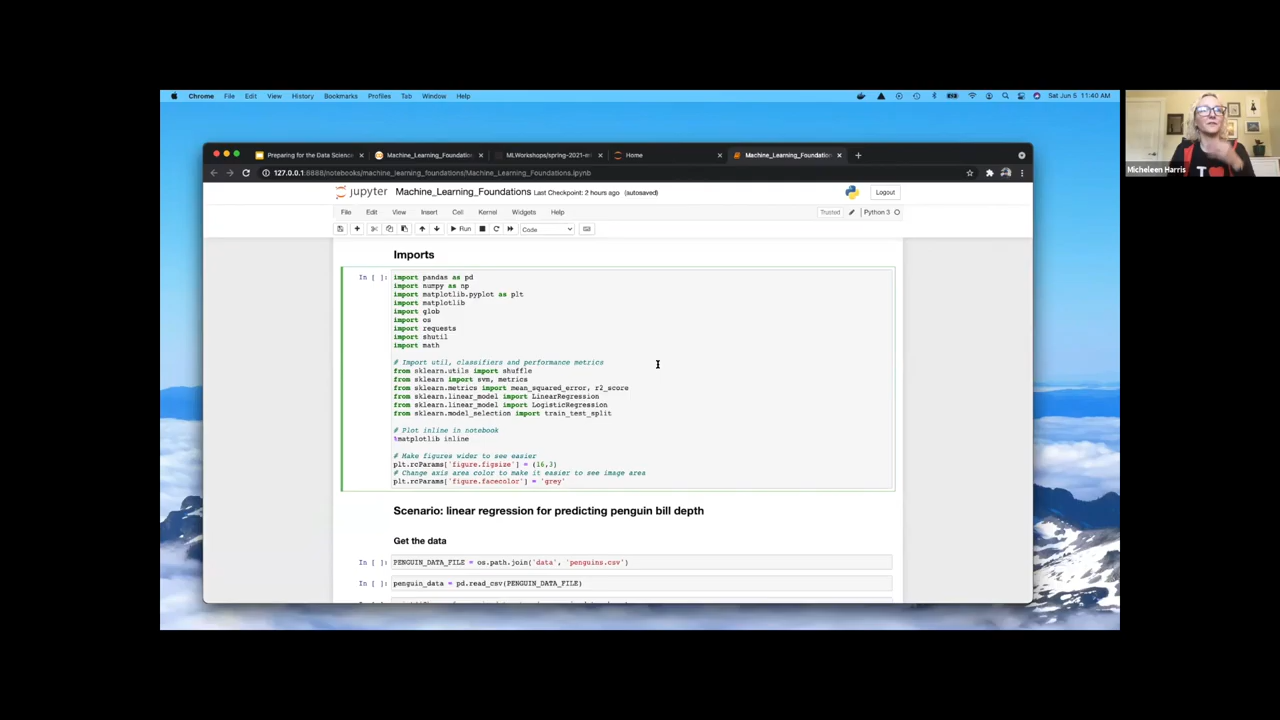 Chrome File Edit View History Bookmarks Profiles Tab Window Help Sat Jun 5 11:40 AM
Preparing for the Data Science Machine_Learning_Foundation MLWorkshops/spring-2021-m Home Machine_Learning_Foundations
127.0.0.1:8888/notebooks/machine_learning_foundations/Machine_Learning_Foundations.ipynb
jupyter Machine_Learning_Foundations Last Checkpoint: 2 hours ago (autosaved) Logout
File Edit View Insert Cell Kernel Widgets Help Trusted Python 3
Run Code
Imports
In [ ]: import pandas as pd
import numpy as np
import matplotlib.pyplot as plt
import matplotlib
import glob
import os
import requests
import shutil
import math
# Import util, classifiers and performance metrics
from sklearn.utils import shuffle
from sklearn import svm, metrics
from sklearn.metrics import mean_squared_error, r2_score
from sklearn.linear_model import LinearRegression
from sklearn.linear_model import LogisticRegression
from sklearn.model_selection import train_test_split
# Plot inline in notebook
%matplotlib inline
# Make figures wider to see easier
plt.rcParams['figure.figsize'] = (16,3)
# Change axis area color to make it easier to see image area
plt.rcParams['figure.facecolor'] = 'grey'
Scenario: linear regression for predicting penguin bill depth
Get the data
In [ ]: PENGUIN_DATA_FILE = os.path.join('data', 'penguins.csv')
In [ ]: penguin_data = pd.read_csv(PENGUIN_DATA_FILE)
Micheleen Harris